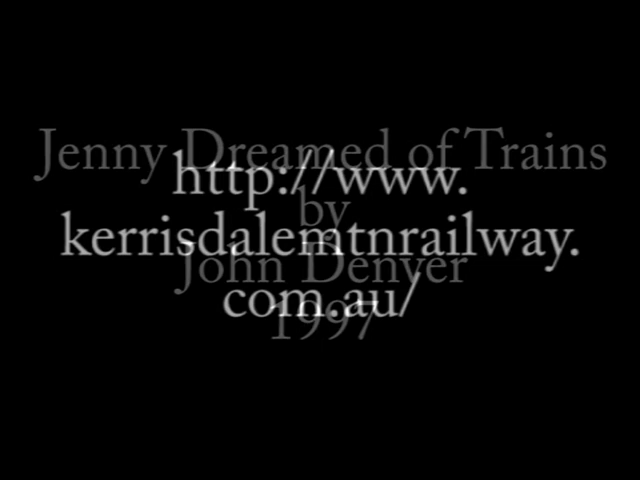 Jenny Dreamed of Trains
by
John Denver
1997
http://www.
kerrisdalemtnrailway.
com.au/